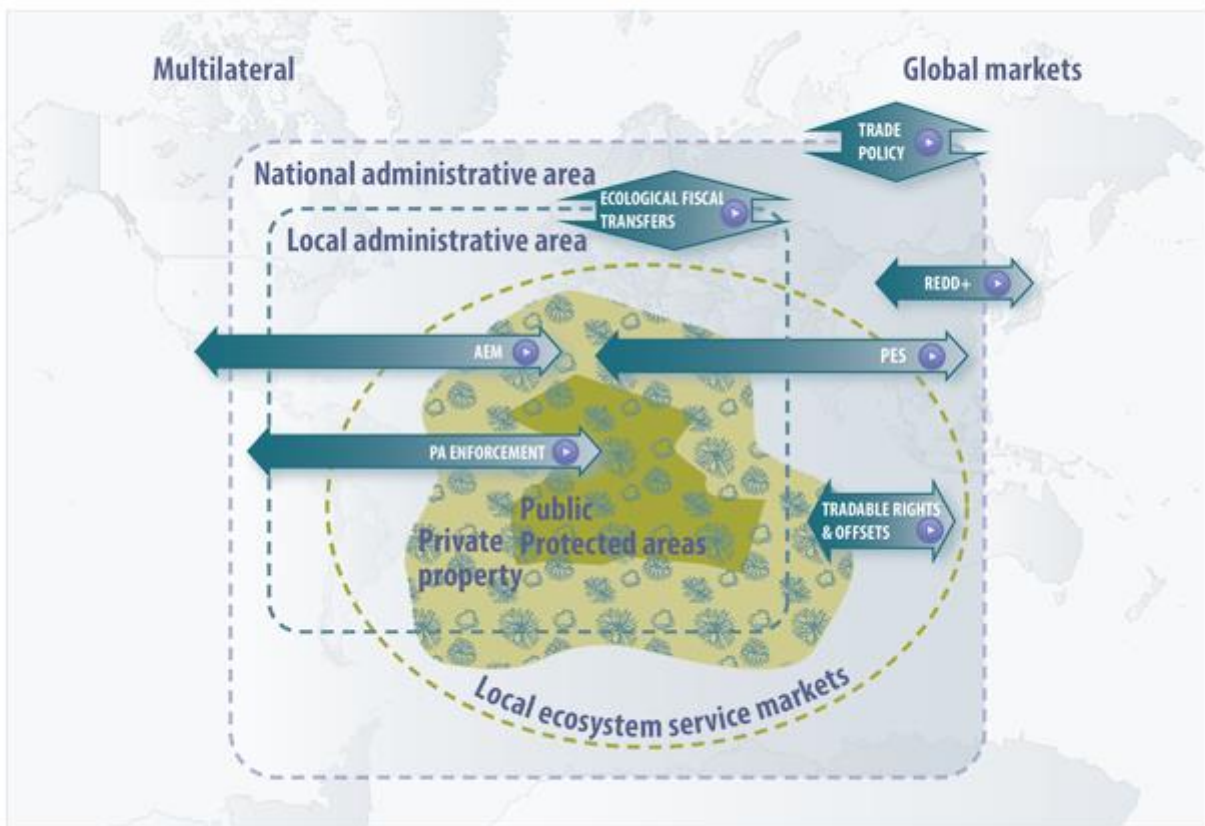 Multilateral
Global markets
TRADE
POLICY
National administrative area
ECOLOGICAL FISCAL
TRANSFERS
Local administrative area
REDD+
AEM
PES
PA ENFORCEMENT
TRADABLE RIGHTS
& OFFSETS
Public
Protected areas
Private
property
Local ecosystem service markets